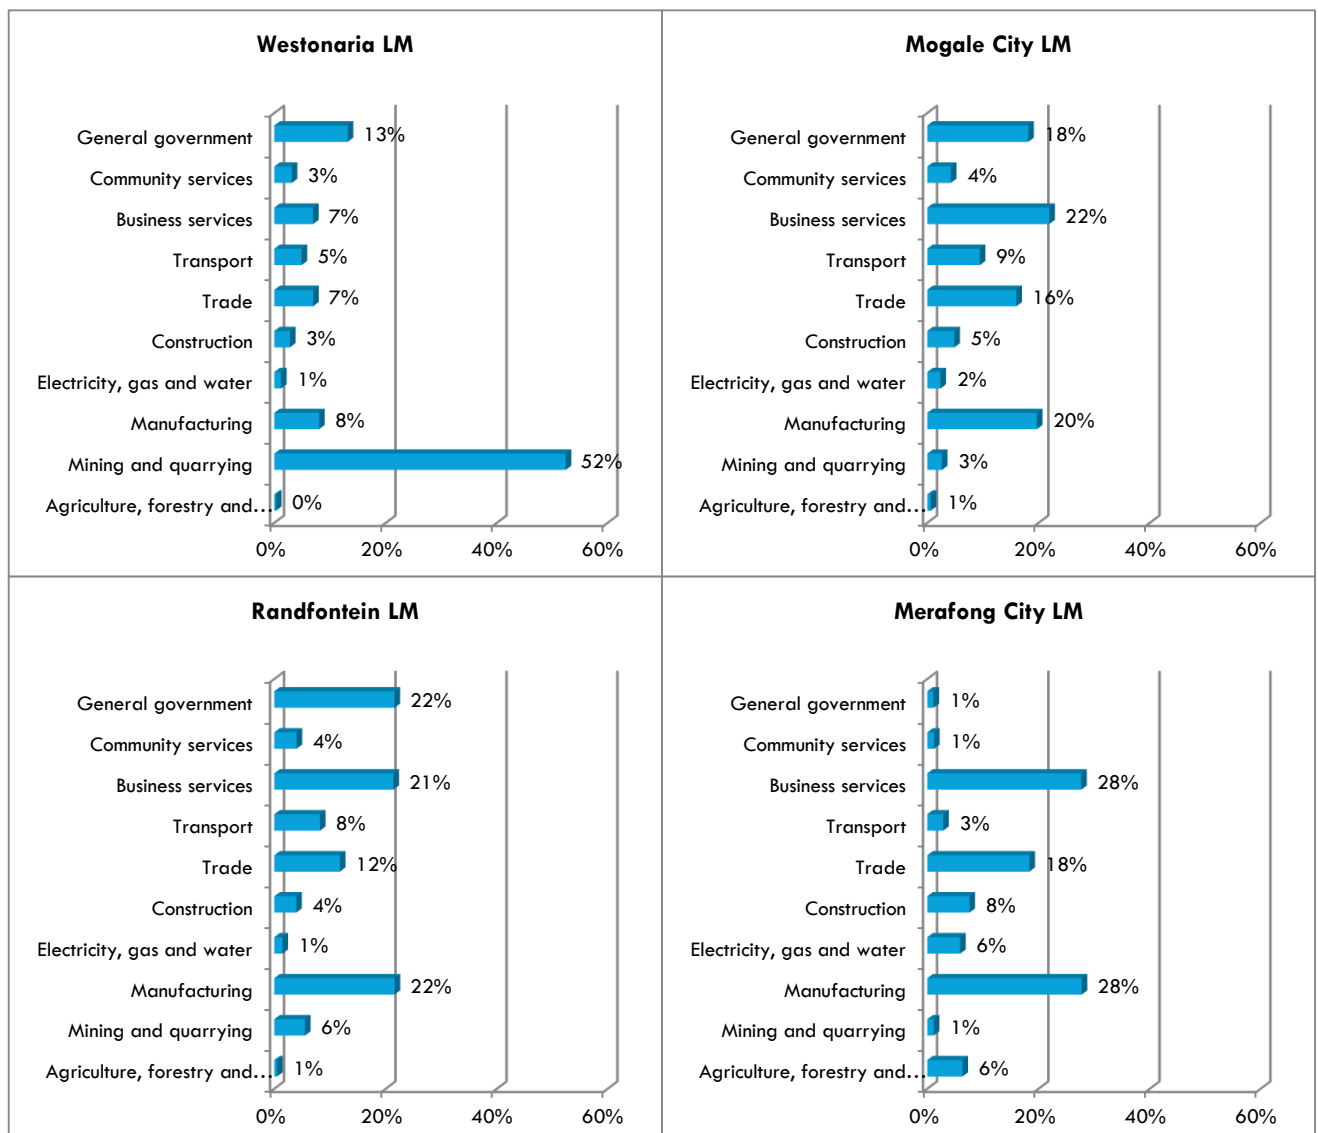 Westonaria LM
General government 13%
Community services 3%
Business services 7%
Transport 5%
Trade 7%
Construction 3%
Electricity, gas and water 1%
Manufacturing 8%
Mining and quarrying 52%
Agriculture, forestry and... 0%
0% 20% 40% 60%
Mogale City LM
General government 18%
Community services 4%
Business services 22%
Transport 9%
Trade 16%
Construction 5%
Electricity, gas and water 2%
Manufacturing 20%
Mining and quarrying 3%
Agriculture, forestry and... 1%
0% 20% 40% 60%
Randfontein LM
General government 22%
Community services 4%
Business services 21%
Transport 8%
Trade 12%
Construction 4%
Electricity, gas and water 1%
Manufacturing 22%
Mining and quarrying 6%
Agriculture, forestry and... 1%
0% 20% 40% 60%
Merafong City LM
General government 1%
Community services 1%
Business services 28%
Transport 3%
Trade 18%
Construction 8%
Electricity, gas and water 6%
Manufacturing 28%
Mining and quarrying 1%
Agriculture, forestry and... 6%
0% 20% 40% 60%